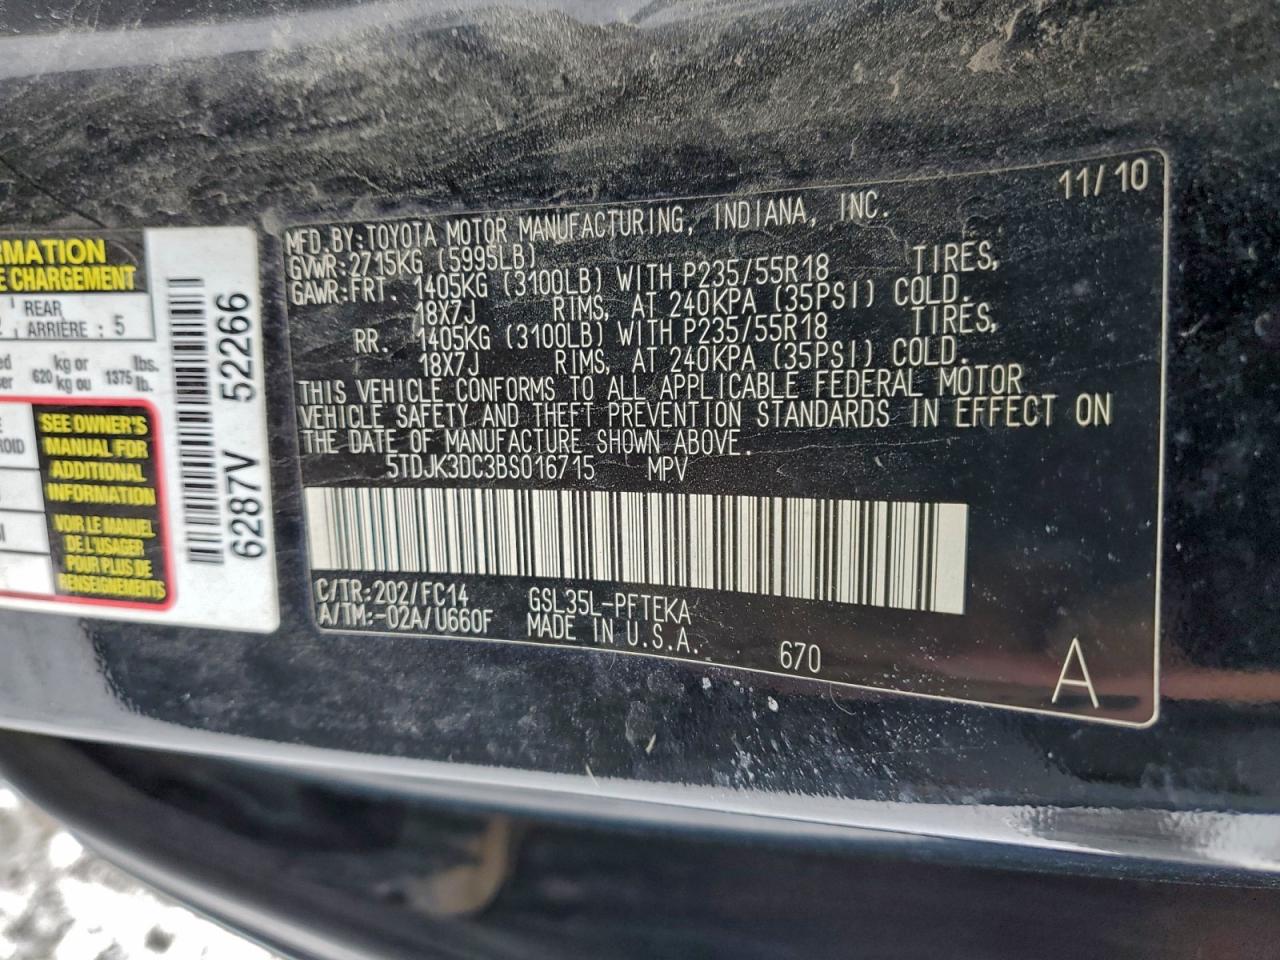 RMATION
E CHARGEMENT
REAR
ARRIÈRE : 5
kg or lbs.
620 1375
kg ou lb.
SEE OWNER'S
MANUAL FOR
ADDITIONAL
INFORMATION
VOIR LE MANUEL
DE L'USAGER
POUR PLUS DE
RENSEIGNEMENTS
6287V 52266
11/10
MFD.BY:TOYOTA MOTOR MANUFACTURING, INDIANA, INC.
GVWR:2715KG (5995LB)
GAWR:FRT. 1405KG (3100LB) WITH P235/55R18 TIRES,
18X7J RIMS, AT 240KPA (35PSI) COLD.
RR. 1405KG (3100LB) WITH P235/55R18 TIRES,
18X7J RIMS, AT 240KPA (35PSI) COLD.
THIS VEHICLE CONFORMS TO ALL APPLICABLE FEDERAL MOTOR
VEHICLE SAFETY AND THEFT PREVENTION STANDARDS IN EFFECT ON
THE DATE OF MANUFACTURE SHOWN ABOVE.
5TDJK3DC3BS016715 MPV
C/TR:202/FC14 GSL35L-PFTEKA
A/TM:-02A/U660F MADE IN U.S.A.
670
A